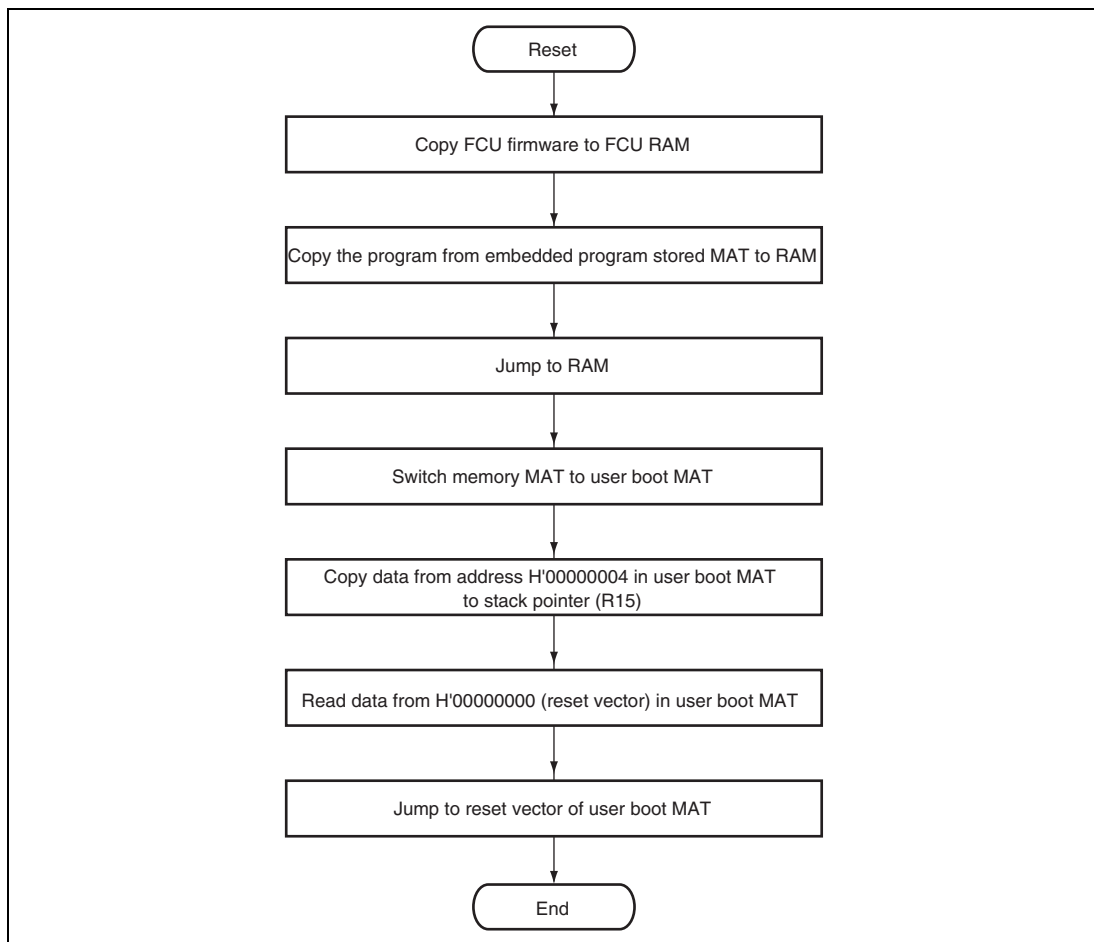 Reset
Copy FCU firmware to FCU RAM
Copy the program from embedded program stored MAT to RAM
Jump to RAM
Switch memory MAT to user boot MAT
Copy data from address H'00000004 in user boot MAT
to stack pointer (R15)
Read data from H'00000000 (reset vector) in user boot MAT
Jump to reset vector of user boot MAT
End